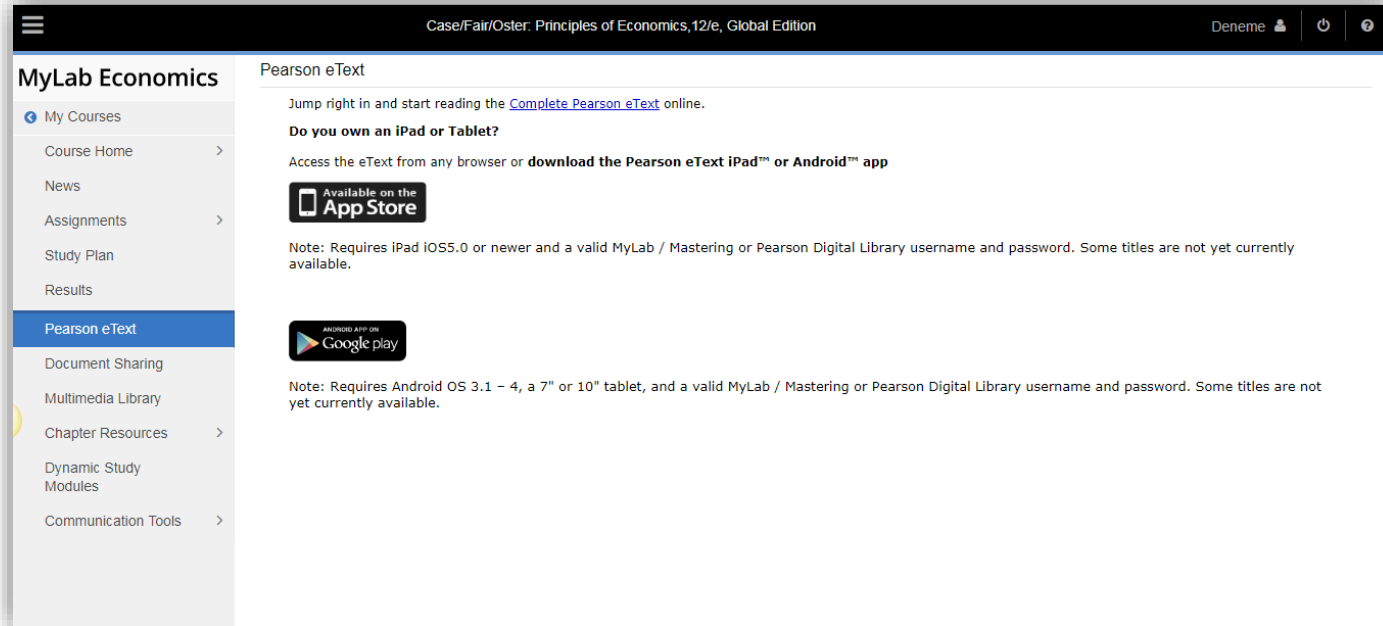 Case/Fair/Oster: Principles of Economics,12/e, Global Edition
Deneme
MyLab Economics
My Courses
Course Home
News
Assignments
Study Plan
Results
Pearson eText
Document Sharing
Multimedia Library
Chapter Resources
Dynamic Study
Modules
Communication Tools
Pearson eText
Jump right in and start reading the Complete Pearson eText online.
Do you own an iPad or Tablet?
Access the eText from any browser or download the Pearson eText iPad™ or Android™ app
Available on the
App Store
Note: Requires iPad iOS5.0 or newer and a valid MyLab / Mastering or Pearson Digital Library username and password. Some titles are not yet currently
available.
ANDROID APP ON
Google play
Note: Requires Android OS 3.1 – 4, a 7" or 10" tablet, and a valid MyLab / Mastering or Pearson Digital Library username and password. Some titles are not
yet currently available.